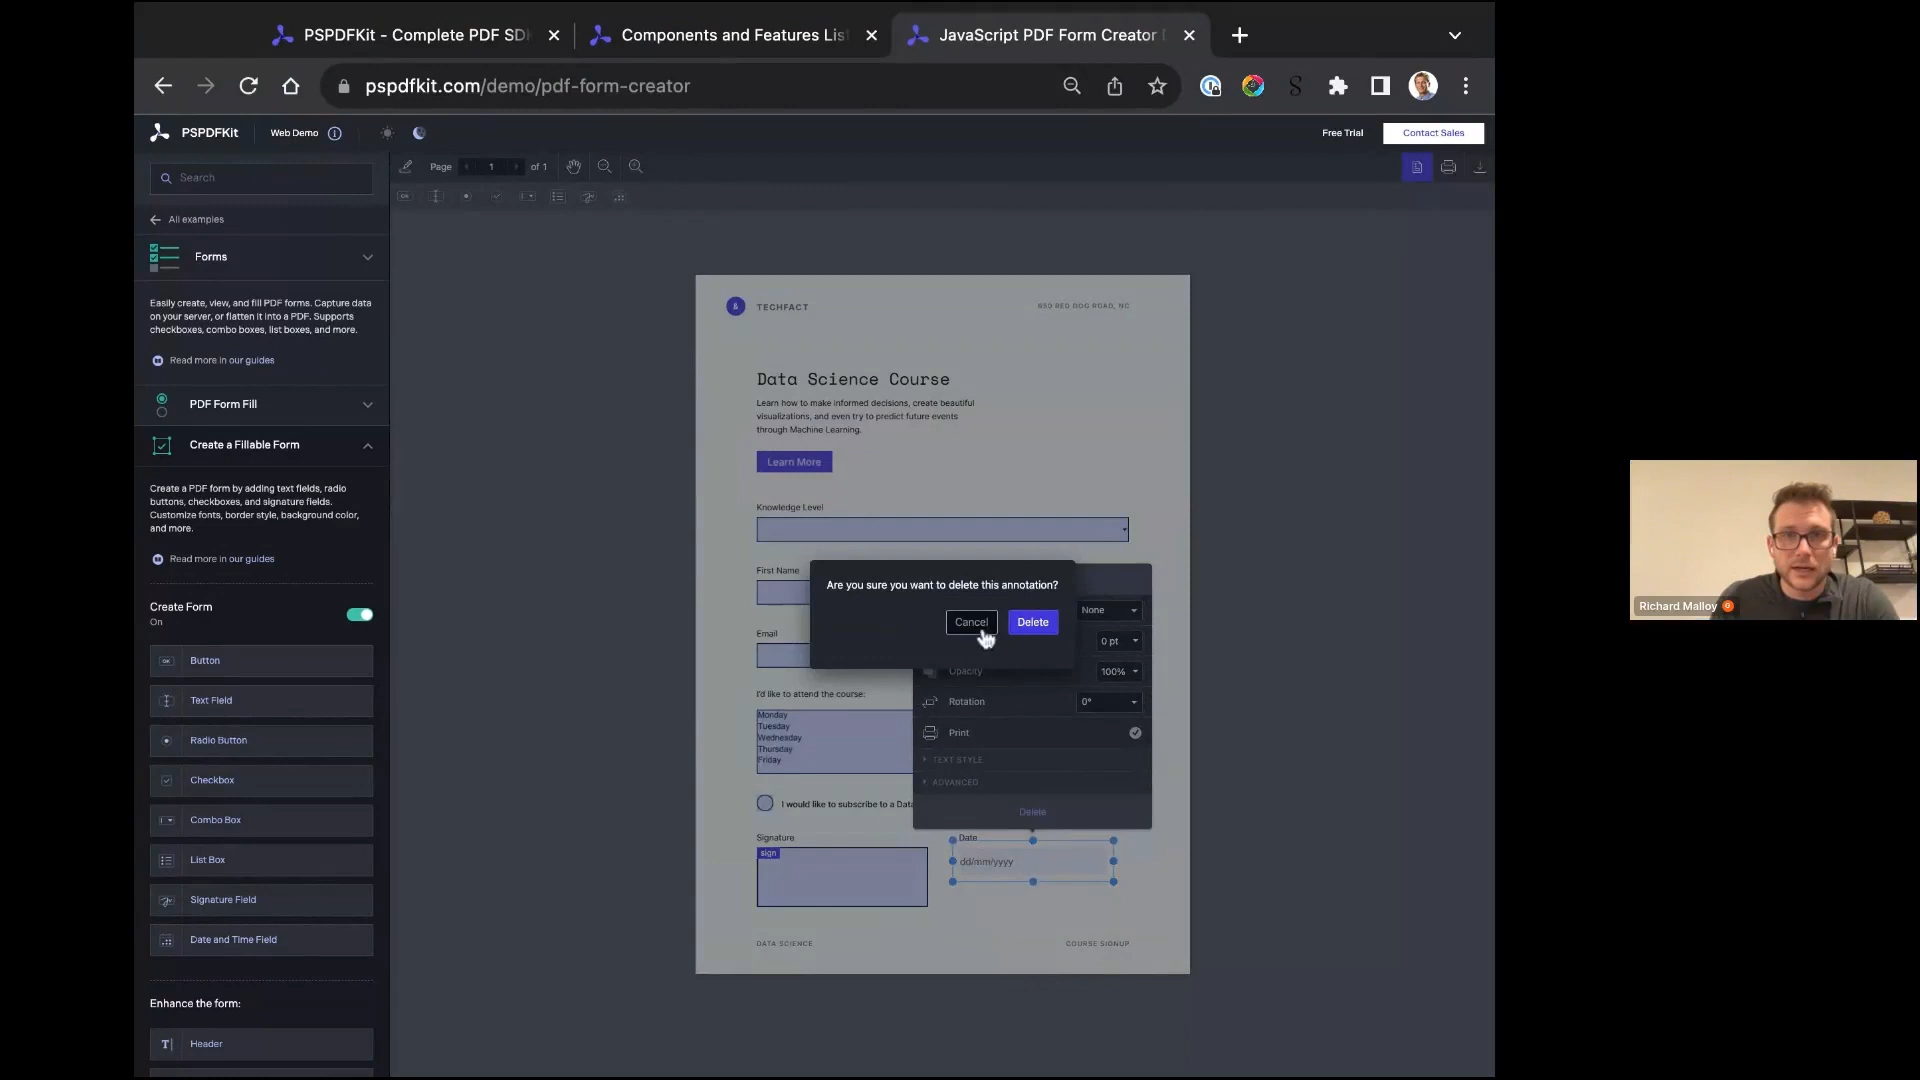 PSPDFKit - Complete PDF SD
Components and Features Lis
JavaScript PDF Form Creator
pspdfkit.com/demo/pdf-form-creator
PSPDFKit
Web Demo
Free Trial
Contact Sales
Search
Page
1
of 1
All examples
OK
Forms
Easily create, view, and fill PDF forms. Capture data
on your server, or flatten it into a PDF. Supports
checkboxes, combo boxes, list boxes, and more.
Read more in our guides
PDF Form Fill
Create a Fillable Form
Create a PDF form by adding text fields, radio
buttons, checkboxes, and signature fields.
Customize fonts, border style, background color,
and more.
Read more in our guides
Create Form
On
OK
Button
Text Field
Radio Button
Checkbox
Combo Box
List Box
Signature Field
Date and Time Field
Enhance the form:
Header
&
TECHFACT
RED DOG ROAD, NC
Data Science Course
Learn how to make informed decisions, create beautiful
visualizations, and even try to predict future events
through Machine Learning.
Learn More
Knowledge Level
First Name
Email
I'd like to attend the course:
Monday
Tuesday
Wednesday
Thursday
Friday
I would like to subscribe to a Data
Signature
sign
Date
dd/mm/yyyy
DATA SCIENCE
COURSE SIGNUP
Are you sure you want to delete this annotation?
Cancel
Delete
None
0 pt
Opacity
100%
Rotation
0°
Print
TEXT STYLE
ADVANCED
Delete
Richard Malloy